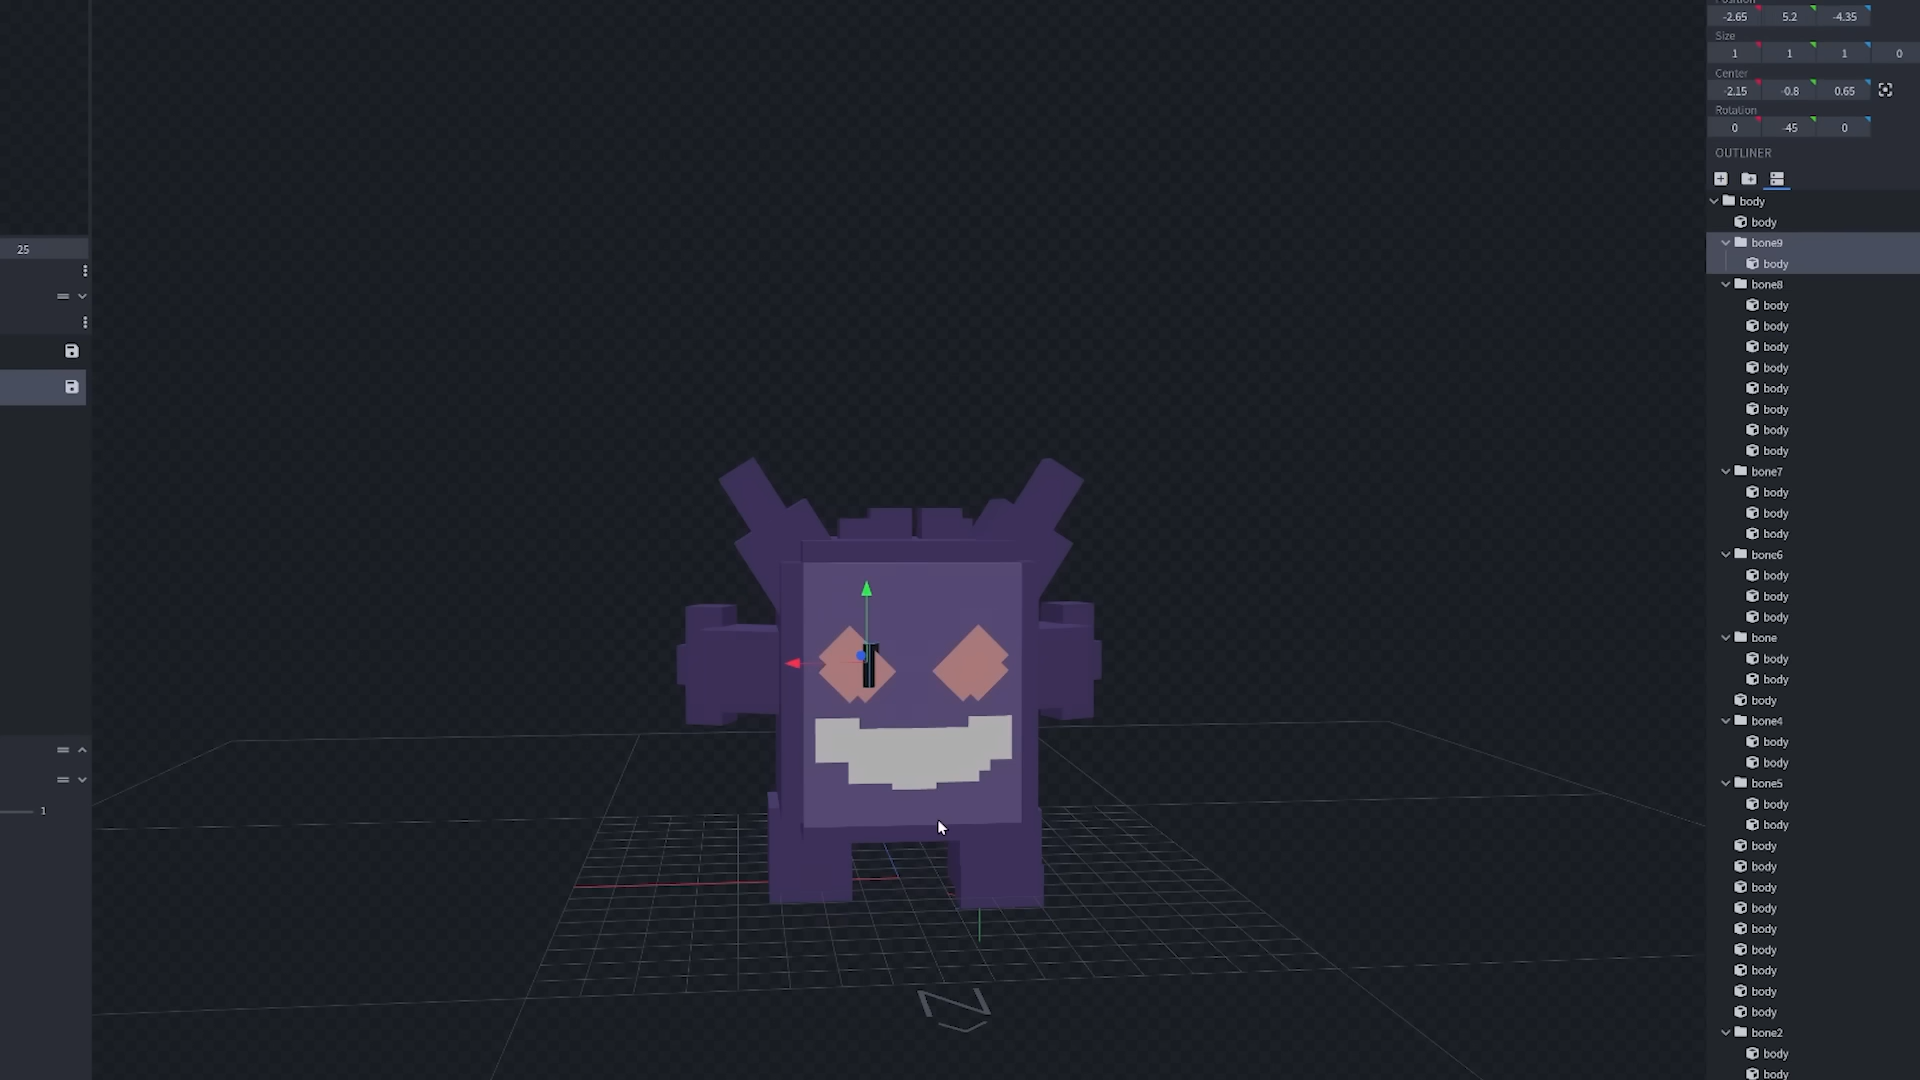 Position
-2.65 5.2 -4.35
Size
1 1 1 0
Center
-2.15 -0.8 0.65
Rotation
0 -45 0
OUTLINER
body
body
bone9
body
bone8
body
body
body
body
body
body
body
body
bone7
body
body
body
bone6
body
body
body
bone
body
body
body
bone4
body
body
bone5
body
body
body
body
body
body
body
body
body
body
body
bone2
body
body
25
1
N